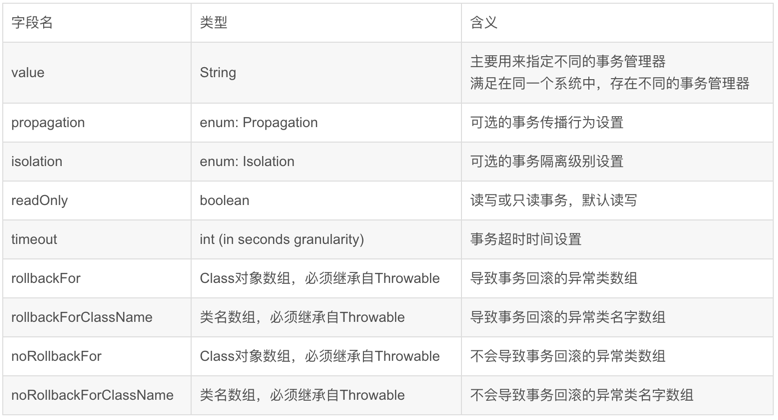 字段名 类型 含义
value String 主要用来指定不同的事务管理器
满足在同一个系统中，存在不同的事务管理器
propagation enum: Propagation 可选的事务传播行为设置
isolation enum: Isolation 可选的事务隔离级别设置
readOnly boolean 读写或只读事务，默认读写
timeout int (in seconds granularity) 事务超时时间设置
rollbackFor Class对象数组，必须继承自Throwable 导致事务回滚的异常类数组
rollbackForClassName 类名数组，必须继承自Throwable 导致事务回滚的异常类名字数组
noRollbackFor Class对象数组，必须继承自Throwable 不会导致事务回滚的异常类数组
noRollbackForClassName 类名数组，必须继承自Throwable 不会导致事务回滚的异常类名字数组